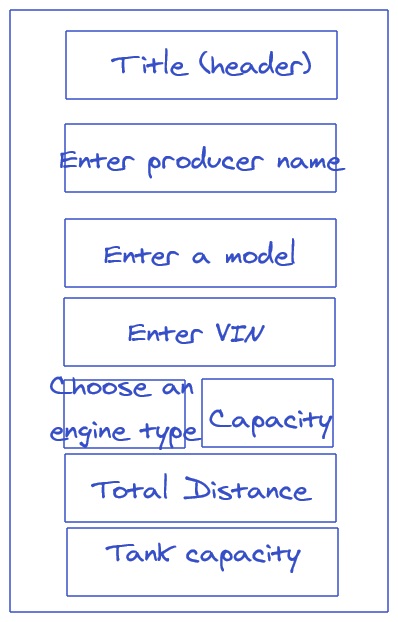 Title (header)
Enter producer name
Enter a model
Enter VIN
Choose an
engine type
Capacity
Total Distance
Tank capacity